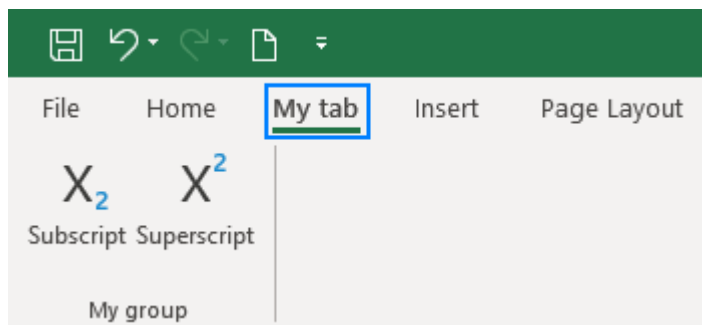 File Home My tab Insert Page Layout
X₂ X²
Subscript Superscript
My group